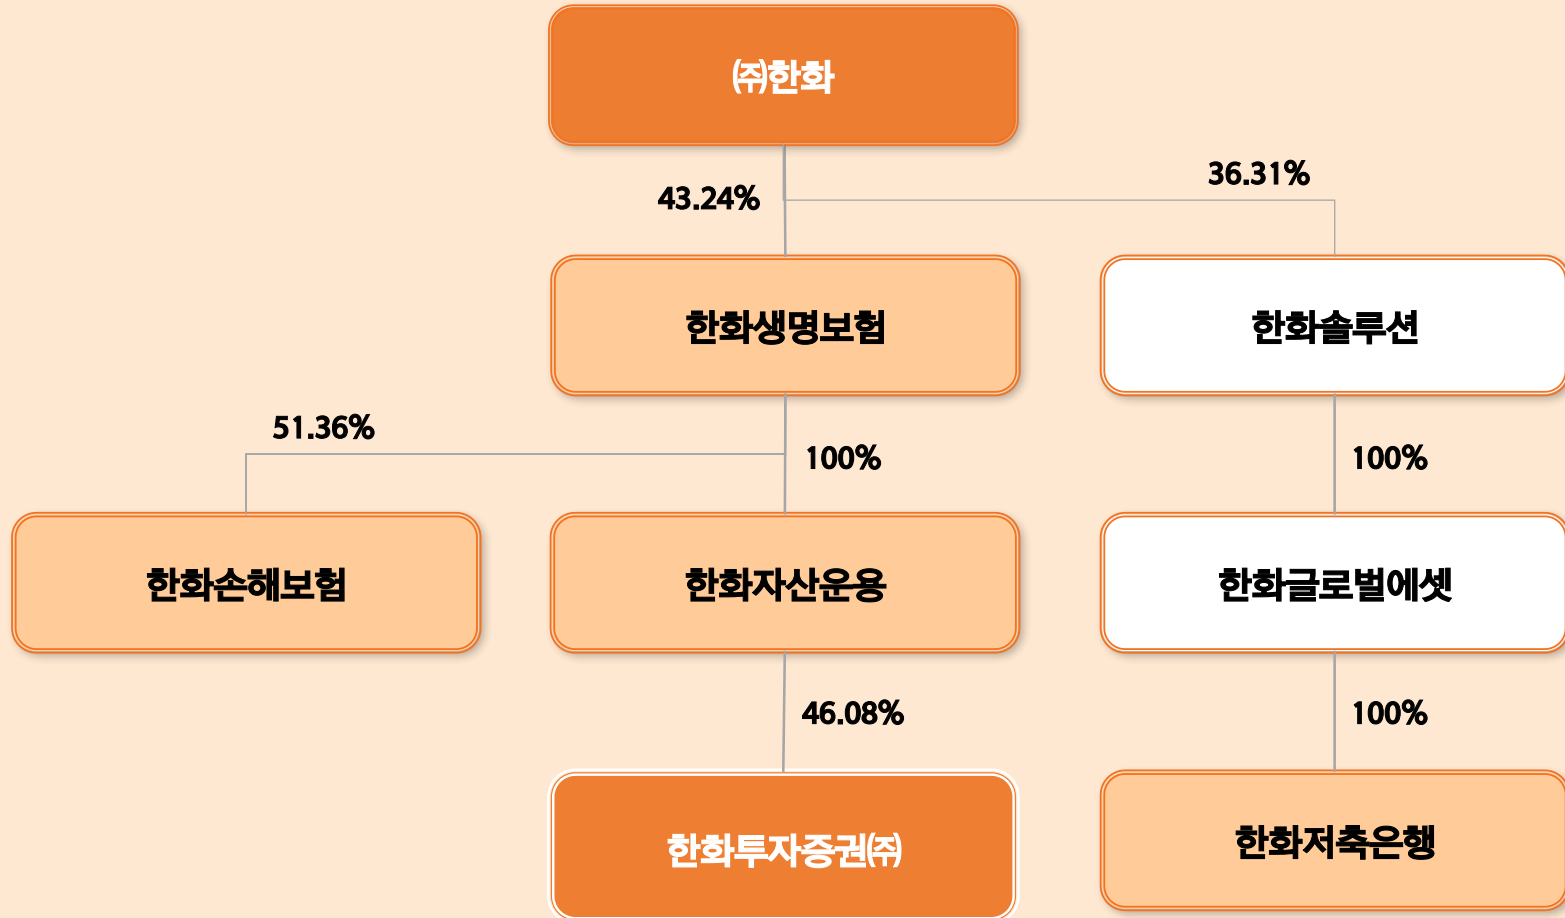 ㈜한화
43.24%
36.31%
한화생명보험
한화솔루션
51.36%
100%
100%
한화손해보험
한화자산운용
한화글로벌에셋
46.08%
100%
한화투자증권㈜
한화저축은행